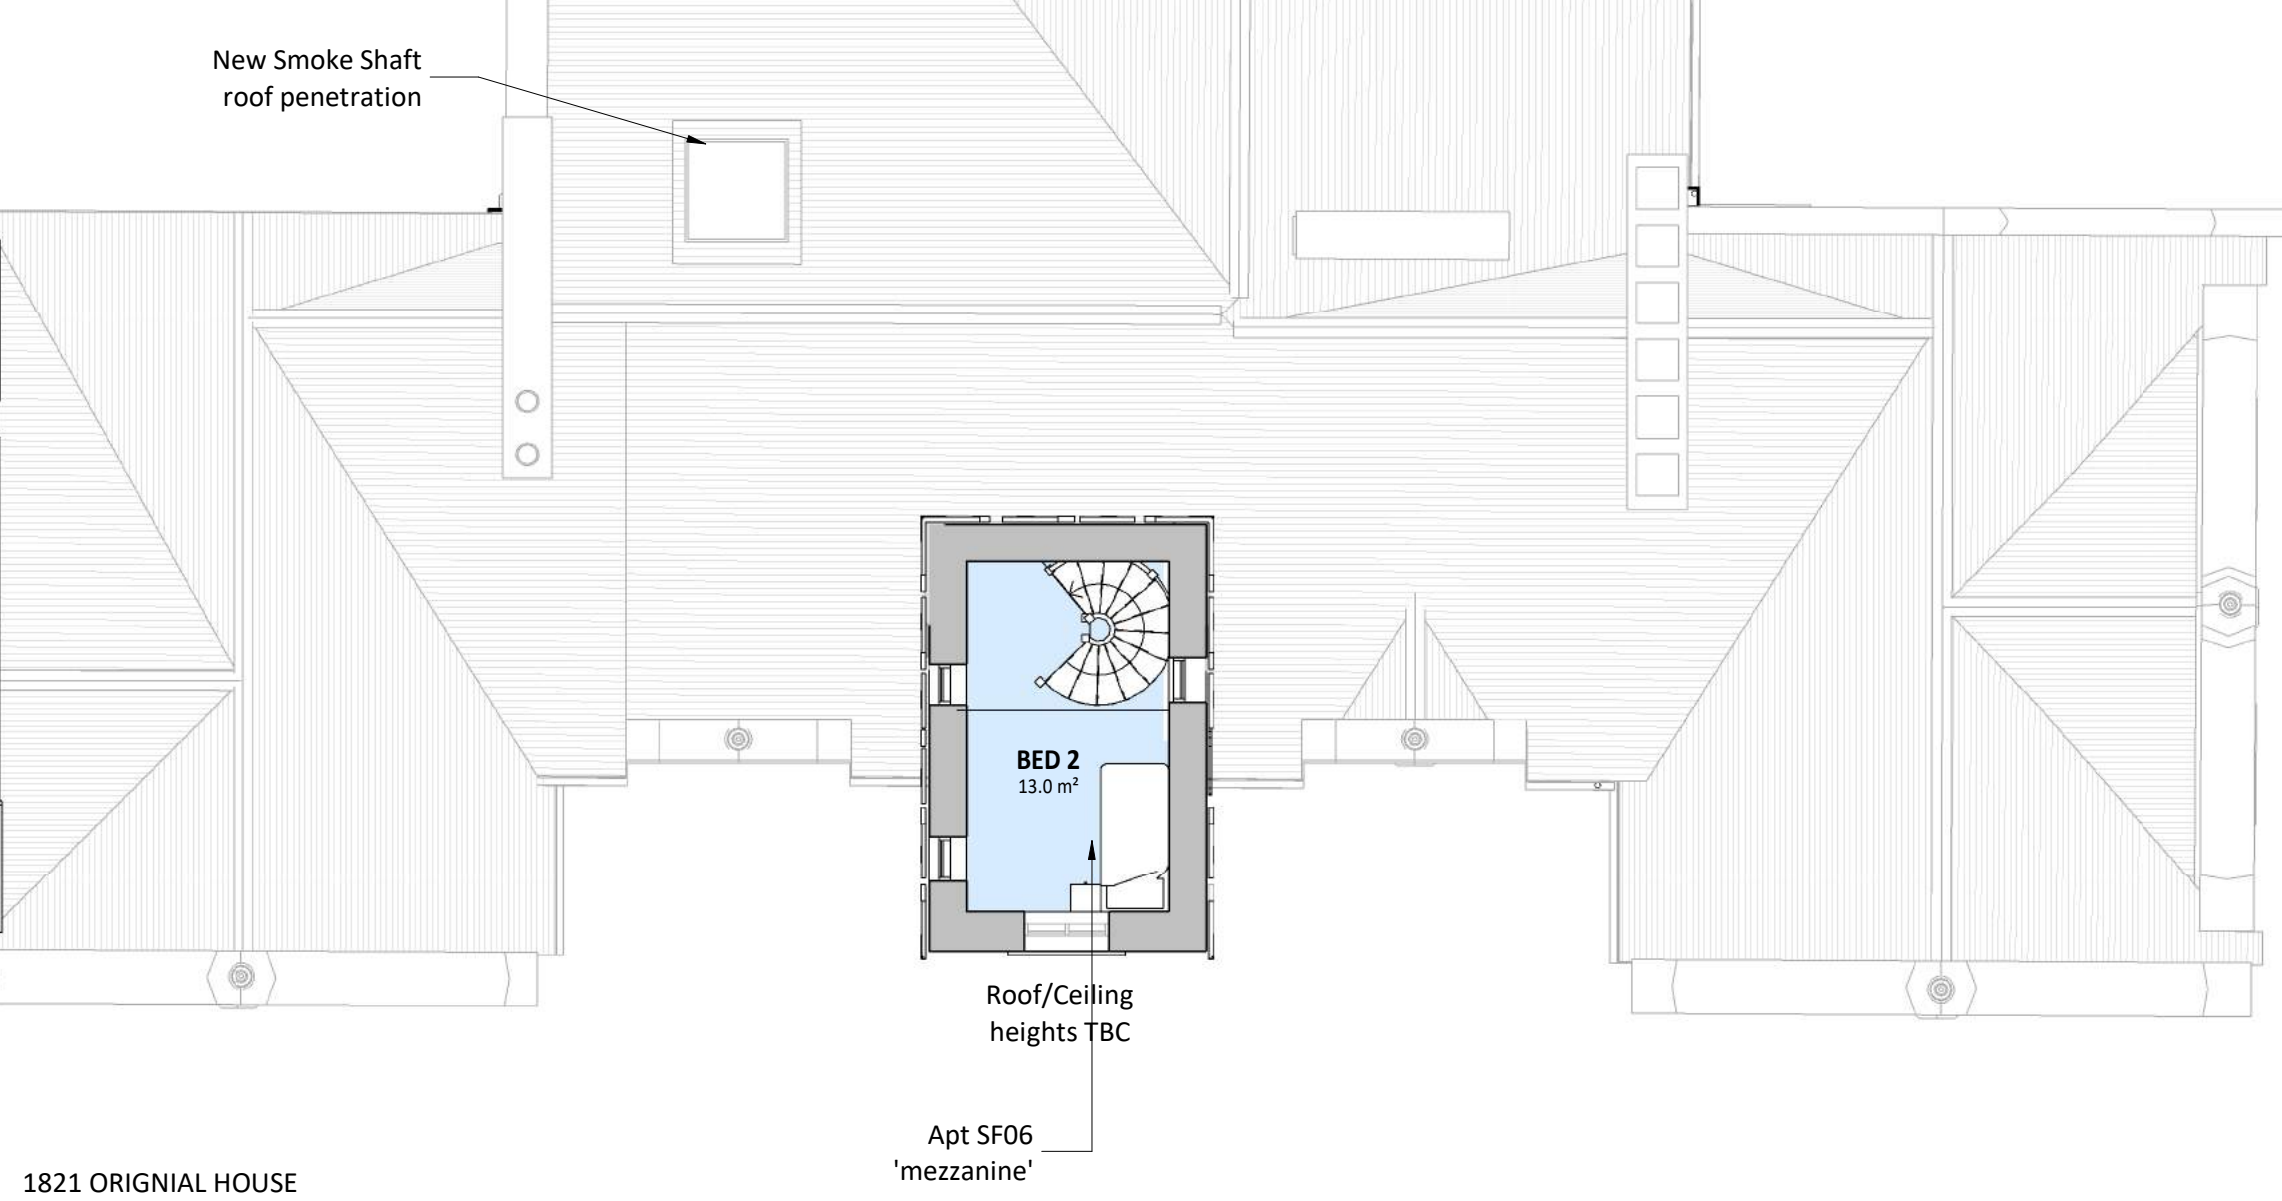 New Smoke Shaft
roof penetration
BED 2
13.0 m²
Roof/Ceiling
heights TBC
Apt SF06
'mezzanine'
1821 ORIGNIAL HOUSE